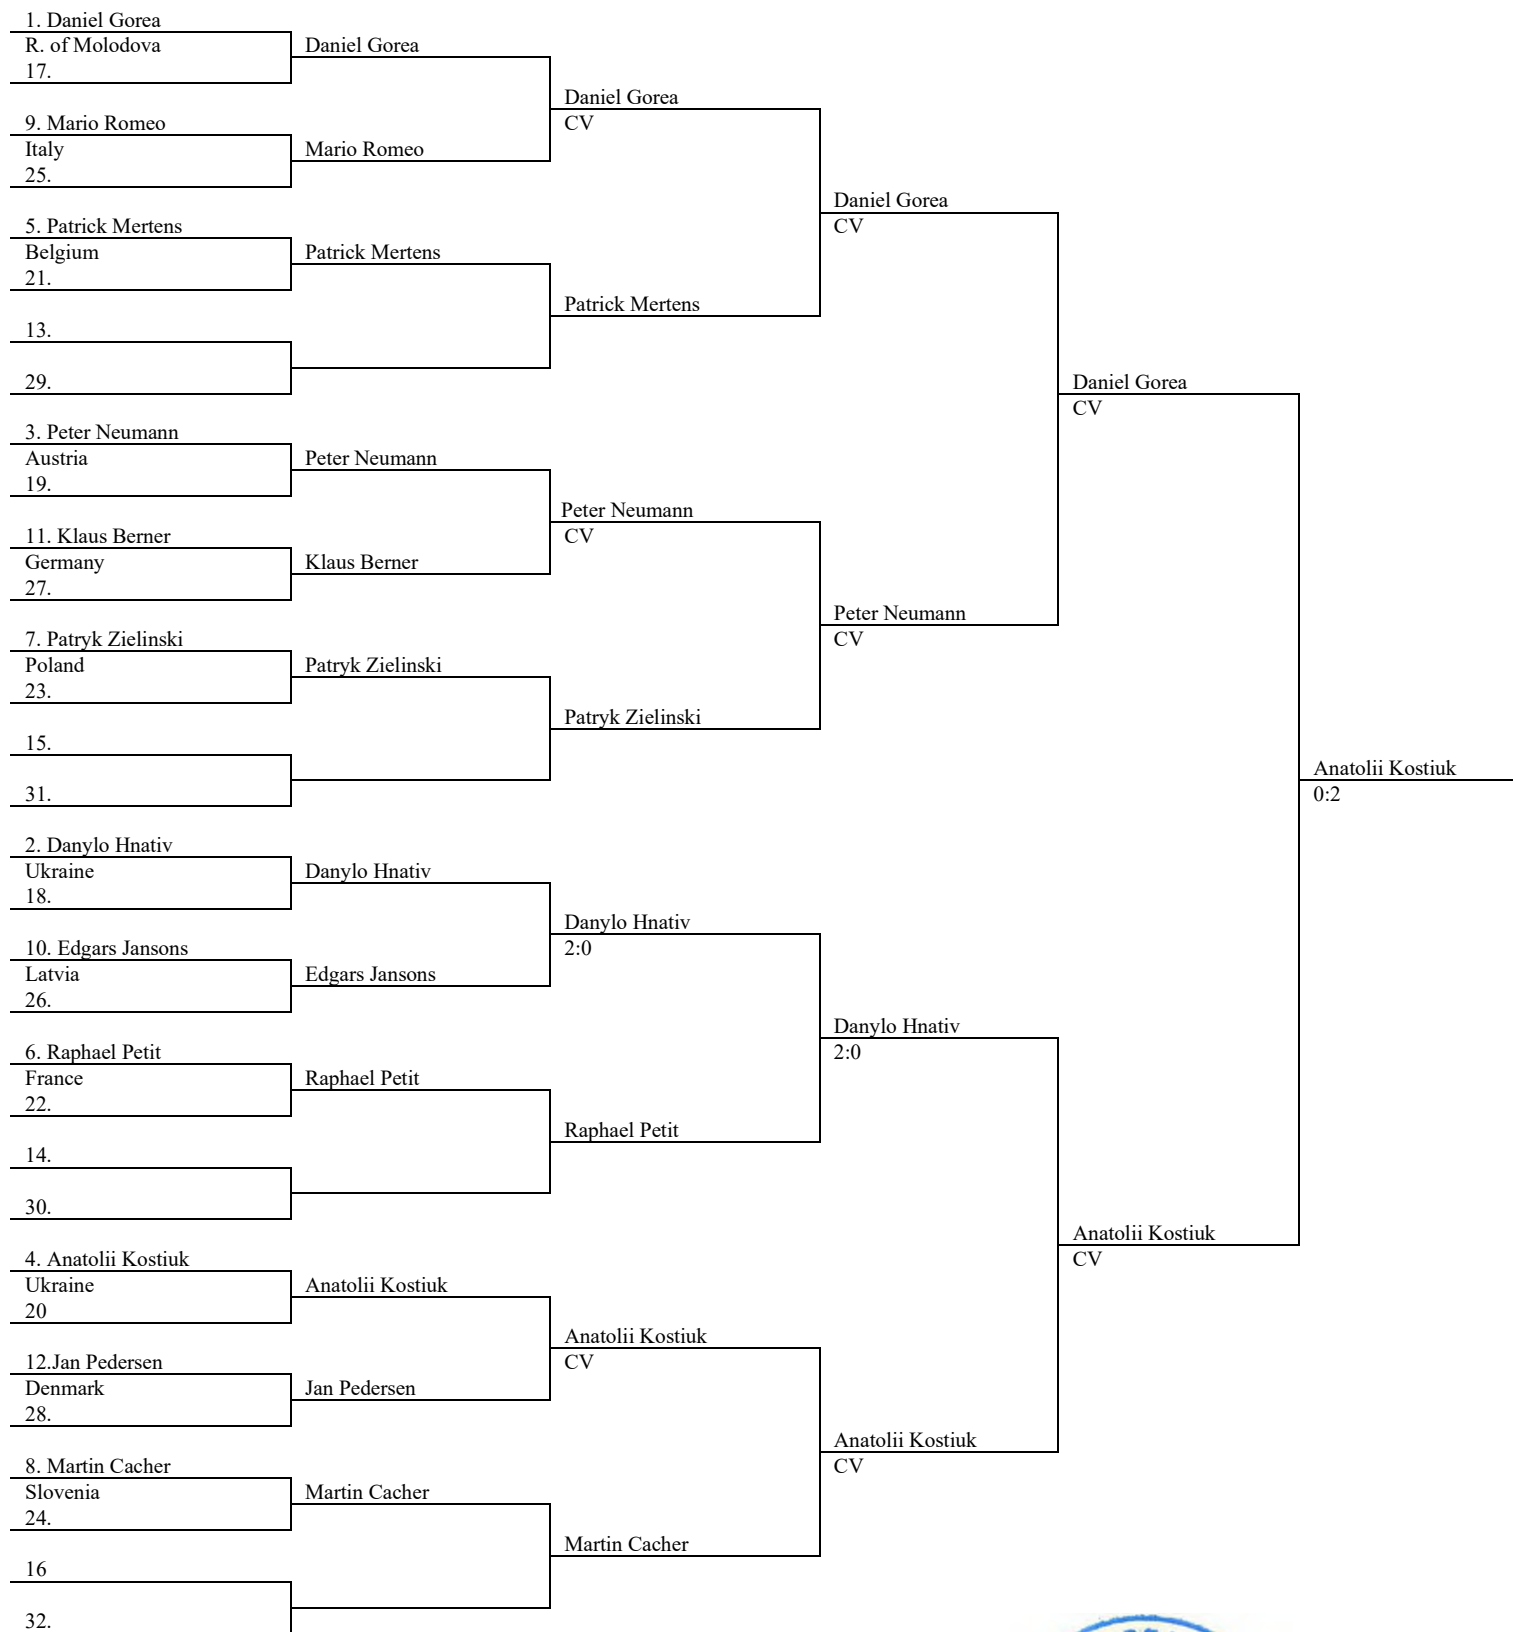 1. Daniel Gorea
R. of Molodova
17.
9. Mario Romeo
Italy
25.
5. Patrick Mertens
Belgium
21.
13.
29.
3. Peter Neumann
Austria
19.
11. Klaus Berner
Germany
27.
7. Patryk Zielinski
Poland
23.
15.
31.
2. Danylo Hnativ
Ukraine
18.
10. Edgars Jansons
Latvia
26.
6. Raphael Petit
France
22.
14.
30.
4. Anatolii Kostiuk
Ukraine
20
12.Jan Pedersen
Denmark
28.
8. Martin Cacher
Slovenia
24.
16
32.
Daniel Gorea
Mario Romeo
Patrick Mertens
Peter Neumann
Klaus Berner
Patryk Zielinski
Danylo Hnativ
Edgars Jansons
Raphael Petit
Anatolii Kostiuk
Jan Pedersen
Martin Cacher
Daniel Gorea
CV
Patrick Mertens
Peter Neumann
CV
Patryk Zielinski
Danylo Hnativ
2:0
Raphael Petit
Anatolii Kostiuk
CV
Martin Cacher
Daniel Gorea
CV
Peter Neumann
CV
Danylo Hnativ
2:0
Anatolii Kostiuk
CV
Daniel Gorea
CV
Anatolii Kostiuk
CV
Anatolii Kostiuk
0:2